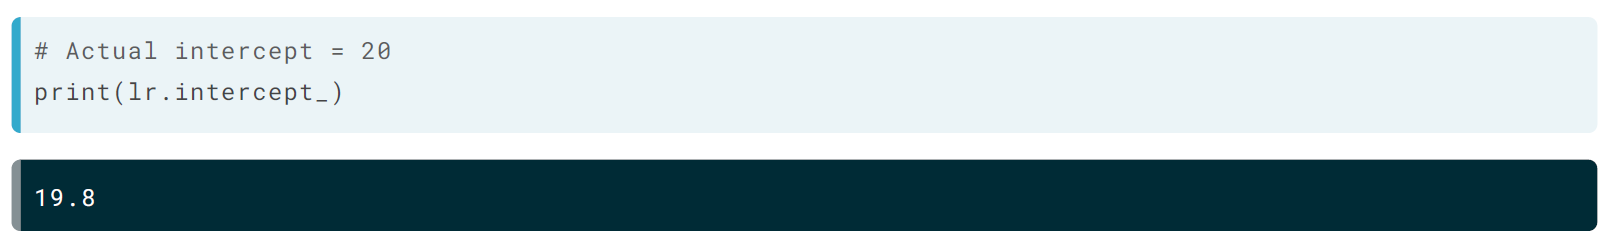 # Actual intercept = 20
print(lr.intercept_)
19.8